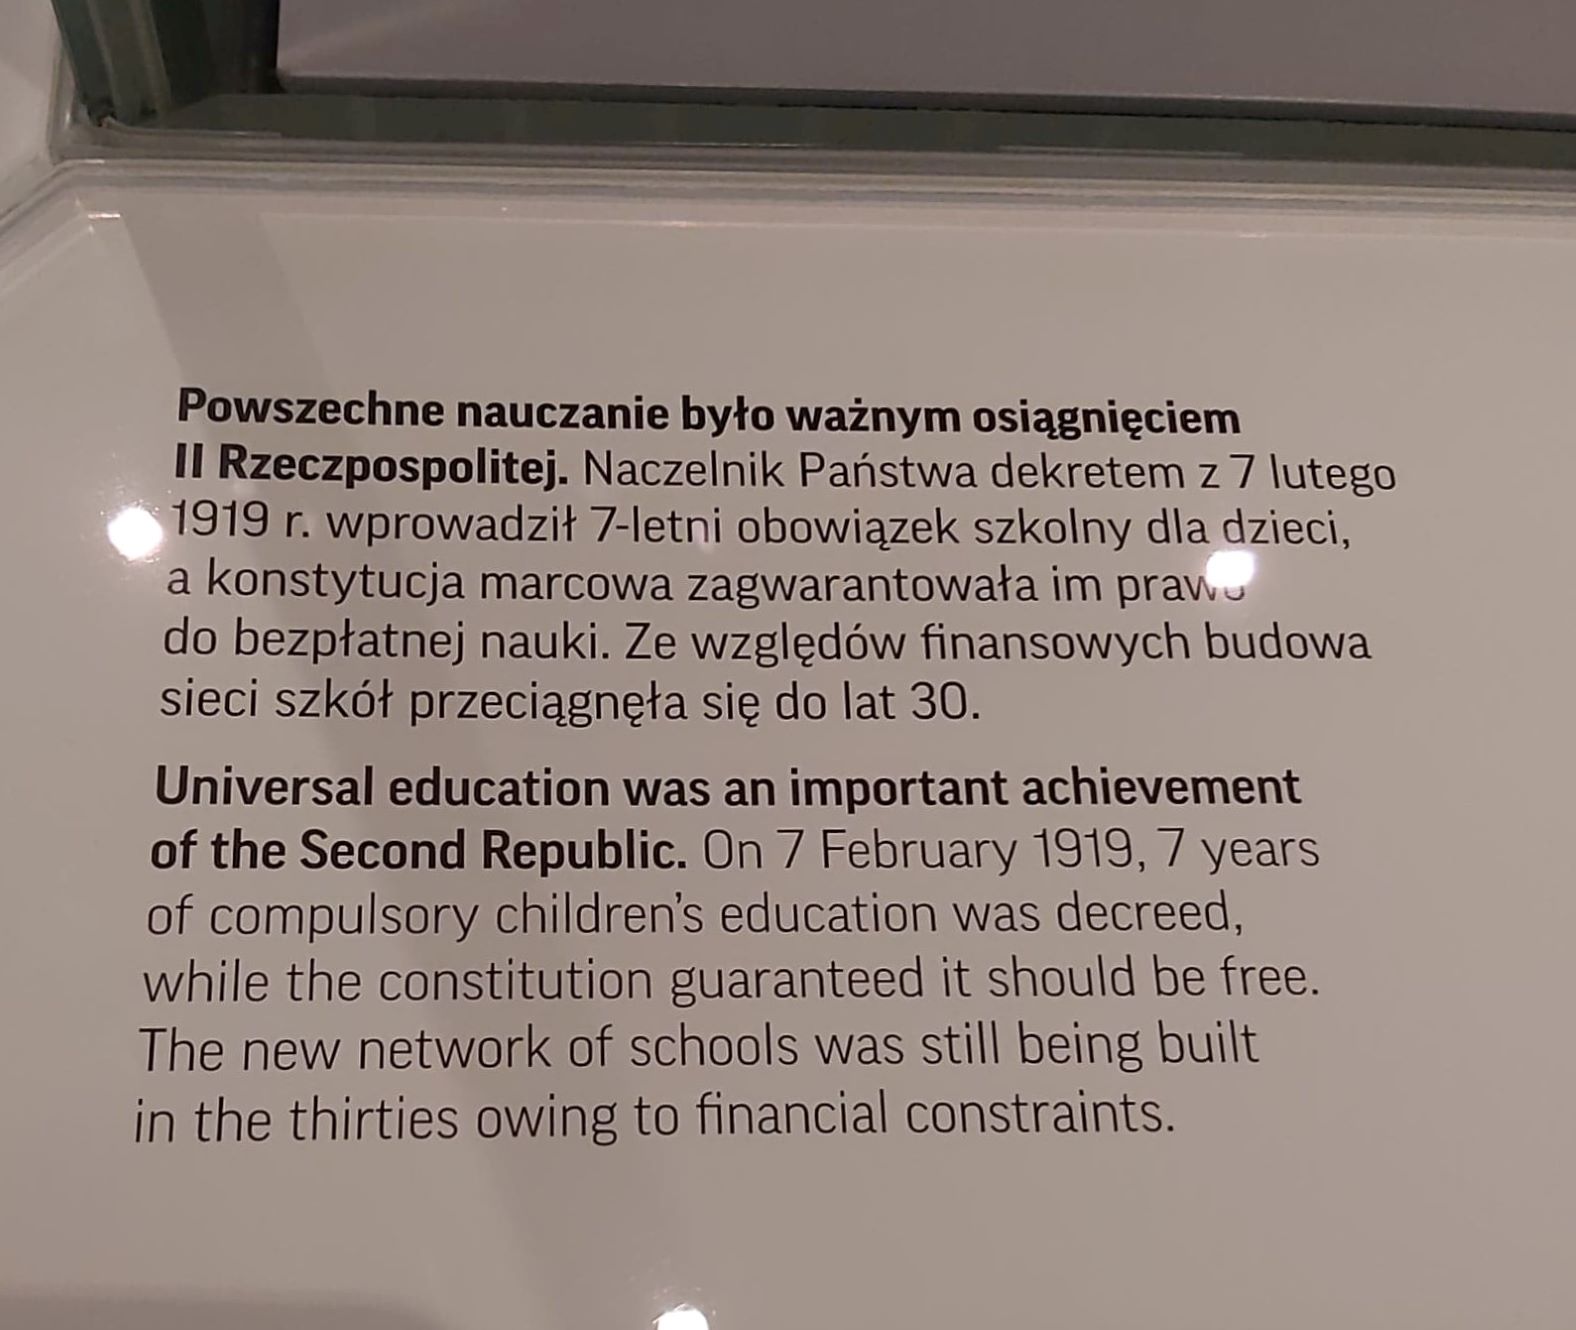 Powszechne nauczanie było ważnym osiągnięciem
II Rzeczpospolitej. Naczelnik Państwa dekretem z 7 lutego
1919 r. wprowadził 7-letni obowiązek szkolny dla dzieci,
a konstytucja marcowa zagwarantowała im prawo
do bezpłatnej nauki. Ze względów finansowych budowa
sieci szkół przeciągnęła się do lat 30.
Universal education was an important achievement
of the Second Republic. On 7 February 1919, 7 years
of compulsory children's education was decreed,
while the constitution guaranteed it should be free.
The new network of schools was still being built
in the thirties owing to financial constraints.